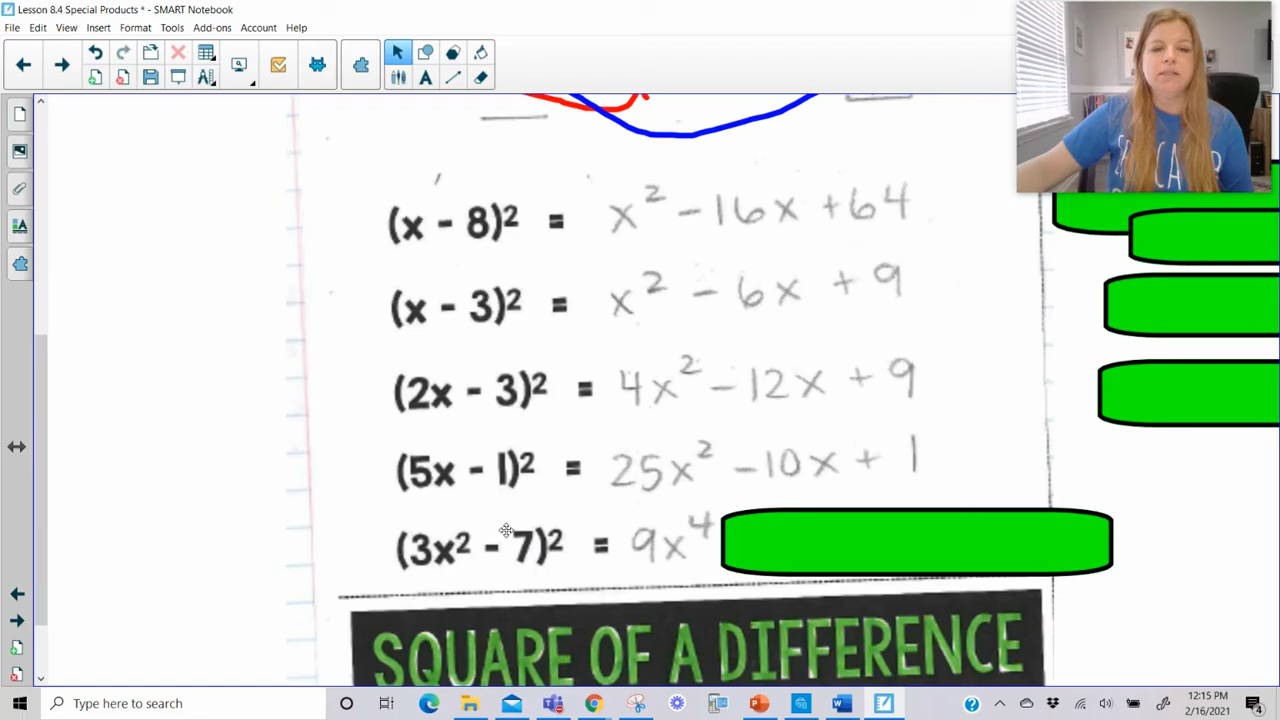 Lesson 8.4 Special Products * - SMART Notebook
File Edit View Insert Format Tools Add-ons Account Help
(x - 8)² = x² - 16x + 64
(x - 3)² = x² - 6x + 9
(2x - 3)² = 4x² - 12x + 9
(5x - 1)² = 25x² - 10x + 1
(3x² - 7)² = 9x⁴
SQUARE OF A DIFFERENCE
Type here to search
12:15 PM
2/16/2021
4